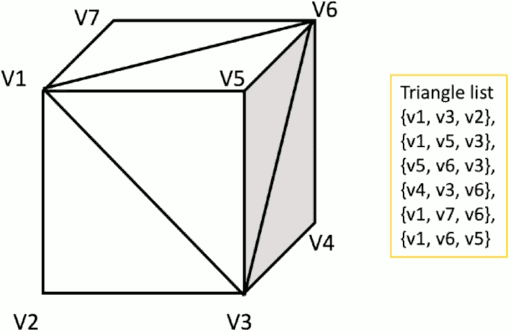 V7
V6
V1
V5
V4
V2
V3
Triangle list
{v1, v3, v2},
{v1, v5, v3},
{v5, v6, v3},
{v4, v3, v6},
{v1, v7, v6},
{v1, v6, v5}